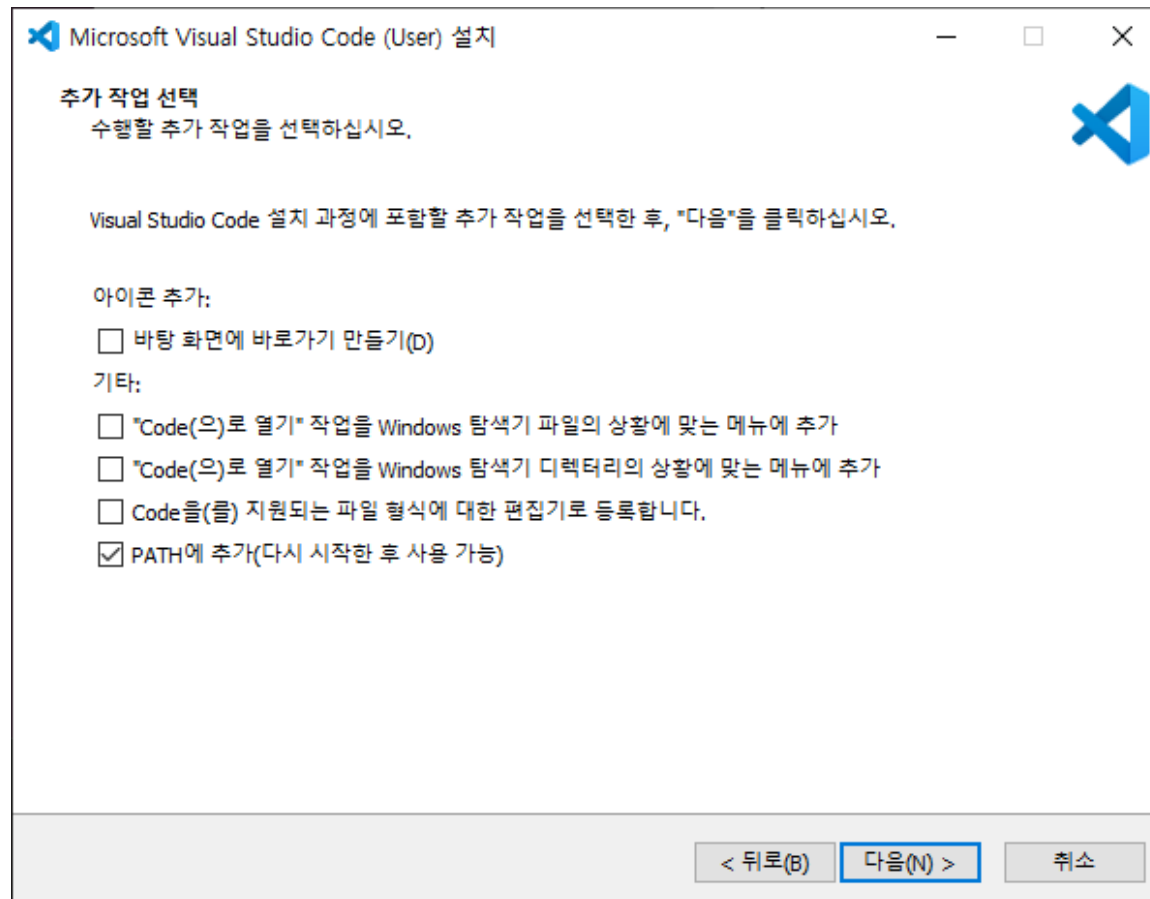 Microsoft Visual Studio Code (User) 설치
추가 작업 선택
수행할 추가 작업을 선택하십시오.
Visual Studio Code 설치 과정에 포함할 추가 작업을 선택한 후, "다음"을 클릭하십시오.
아이콘 추가:
바탕 화면에 바로가기 만들기(D)
기타:
"Code(으)로 열기" 작업을 Windows 탐색기 파일의 상황에 맞는 메뉴에 추가
"Code(으)로 열기" 작업을 Windows 탐색기 디렉터리의 상황에 맞는 메뉴에 추가
Code을(를) 지원되는 파일 형식에 대한 편집기로 등록합니다.
PATH에 추가(다시 시작한 후 사용 가능)
< 뒤로(B) 다음(N) > 취소